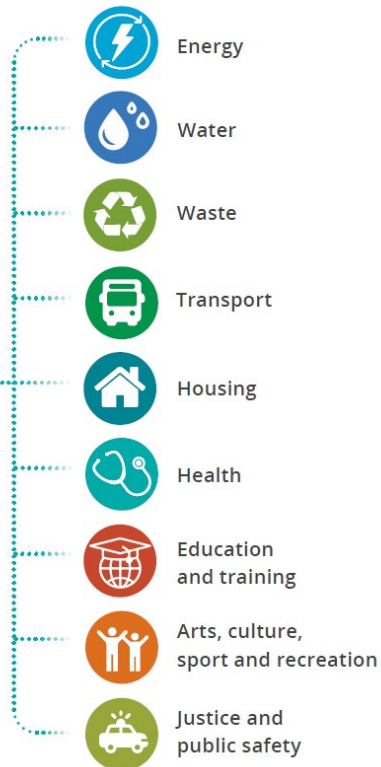 Energy
Water
Waste
Transport
Housing
Health
Education
and training
Arts, culture,
sport and recreation
Justice and
public safety